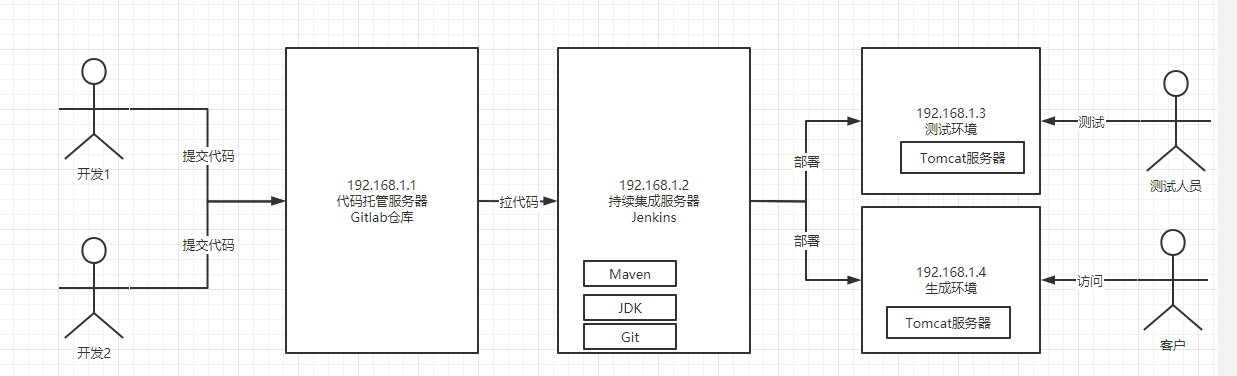 开发1
提交代码
提交代码
开发2
192.168.1.1
代码托管服务器
Gitlab仓库
拉代码
192.168.1.2
持续集成服务器
Jenkins
Maven
JDK
Git
部署
部署
192.168.1.3
测试环境
Tomcat服务器
192.168.1.4
生成环境
Tomcat服务器
测试
测试人员
访问
客户